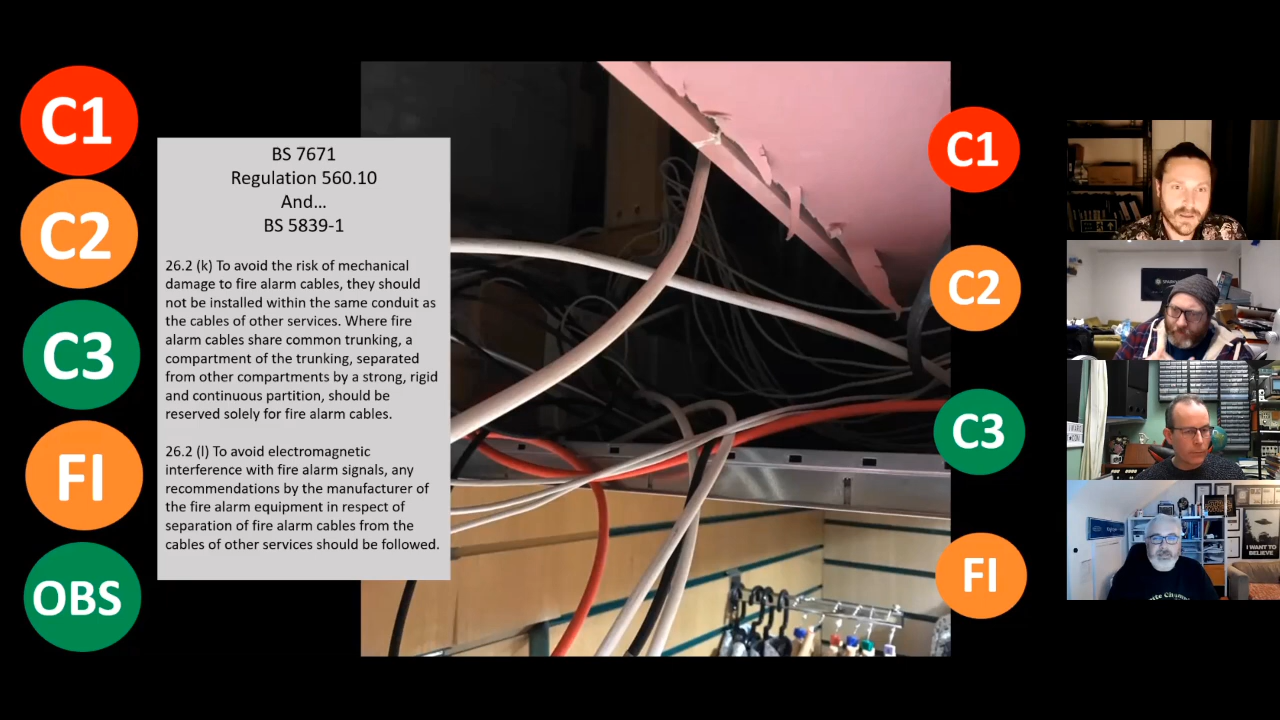 C1
C2
C3
FI
OBS
BS 7671
Regulation 560.10
And...
BS 5839-1
26.2 (k) To avoid the risk of mechanical
damage to fire alarm cables, they should
not be installed within the same conduit as
the cables of other services. Where fire
alarm cables share common trunking, a
compartment of the trunking, separated
from other compartments by a strong, rigid
and continuous partition, should be
reserved solely for fire alarm cables.
26.2 (l) To avoid electromagnetic
interference with fire alarm signals, any
recommendations by the manufacturer of
the fire alarm equipment in respect of
separation of fire alarm cables from the
cables of other services should be followed.
C1
C2
C3
FI
I WANT TO
BELIEVE